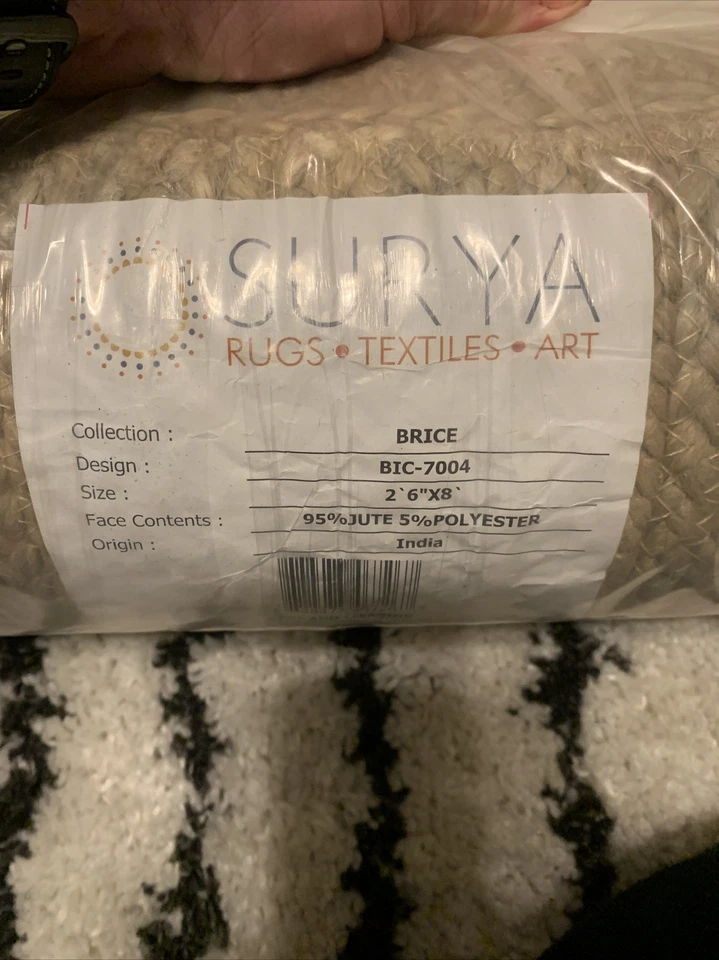 SURYA
RUGS • TEXTILES • ART
Collection : BRICE
Design : BIC-7004
Size : 2`6"X8`
Face Contents : 95%JUTE 5%POLYESTER
Origin : India